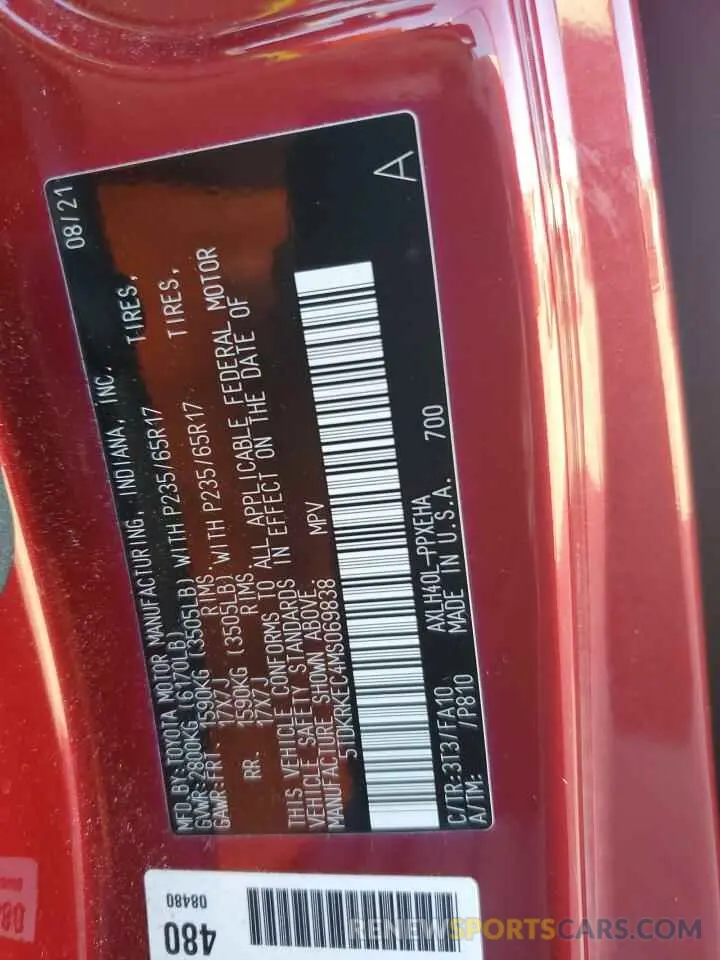 MFD.BY:TOYOTA MOTOR MANUFACTURING, INDIANA, INC. 08/21
GVWR:2800KG (6170LB)
GAWR:FRT. 1590KG (3505LB) WITH P235/65R17 TIRES,
17X7J RIMS
RR. 1590KG (3505LB) WITH P235/65R17 TIRES,
17X7J RIMS
THIS VEHICLE CONFORMS TO ALL APPLICABLE FEDERAL MOTOR
VEHICLE SAFETY STANDARDS IN EFFECT ON THE DATE OF
MANUFACTURE SHOWN ABOVE.
5TDKRKEC4MS069838 MPV
A
C/TR:3T3/FA10 AXLH40L-PPXEHA 700
A/TM: /P810 MADE IN U.S.A.
480
08480
RENEWSPORTSCARS.COM